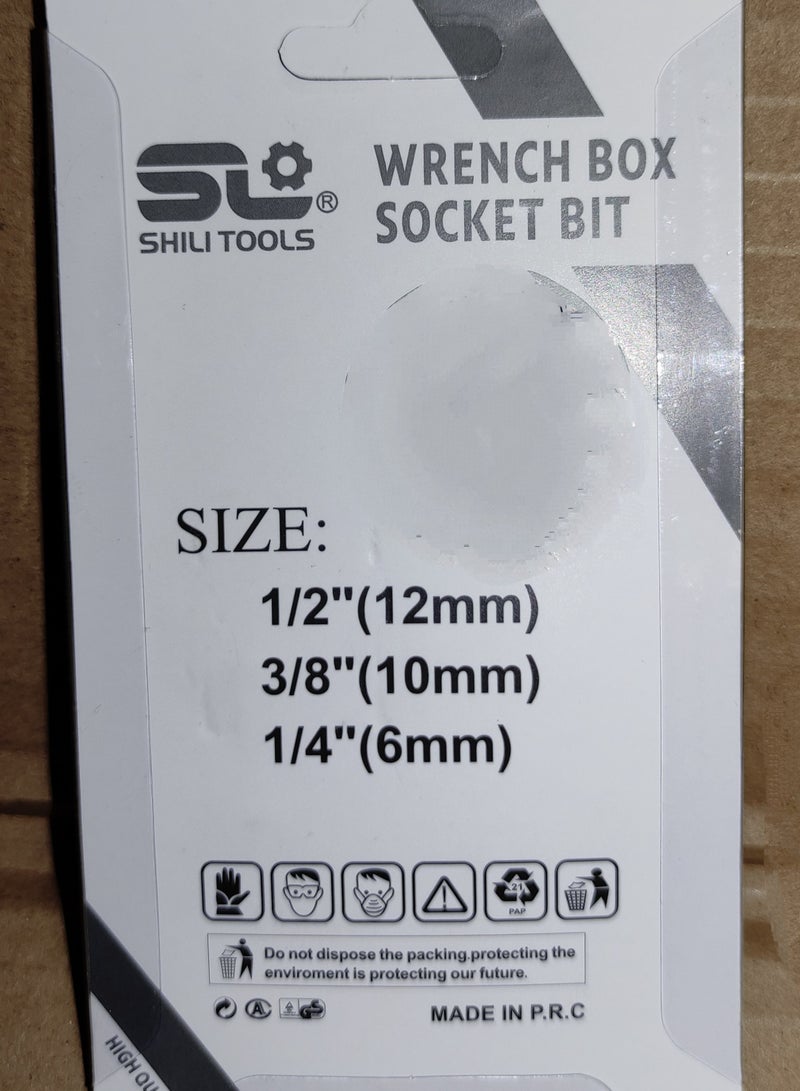 SL®
SHILI TOOLS
WRENCH BOX
SOCKET BIT
SIZE:
1/2"(12mm)
3/8"(10mm)
1/4"(6mm)
21
PAP
Do not dispose the packing.protecting the
enviroment is protecting our future.
MADE IN P.R.C
HIGH